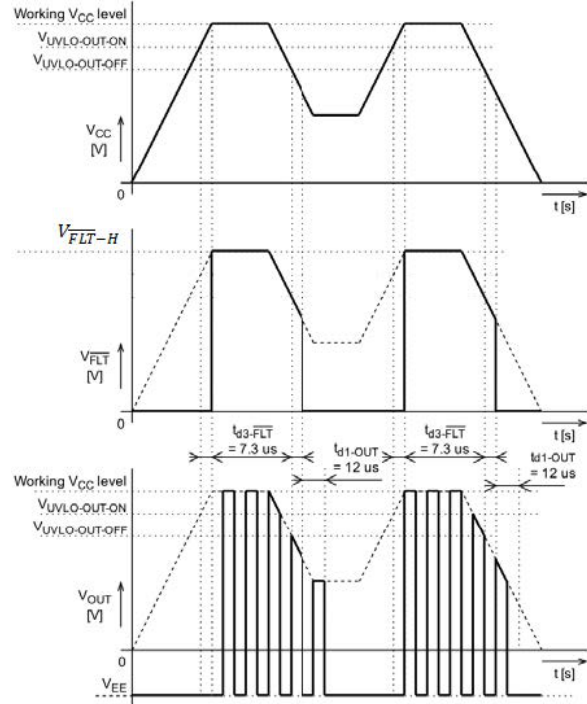 Working VCC level
VUVLO-OUT-ON
VUVLO-OUT-OFF
VCC
[V]
0
t [s]
VFLT-H
VFLT
[V]
0
t [s]
td3-FLT
= 7.3 us
td1-OUT
= 12 us
td3-FLT
= 7.3 us
td1-OUT
= 12 us
Working VCC level
VUVLO-OUT-ON
VUVLO-OUT-OFF
VOUT
[V]
0
t [s]
VEE